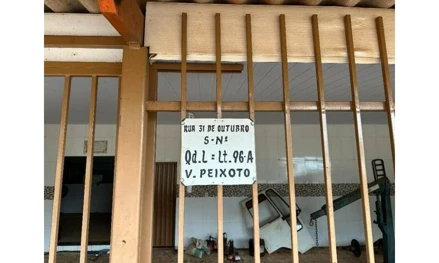 RUA 31 DE OUTUBRO
S-Nº
Qd.L = Lt. 96-A
V. PEIXOTO